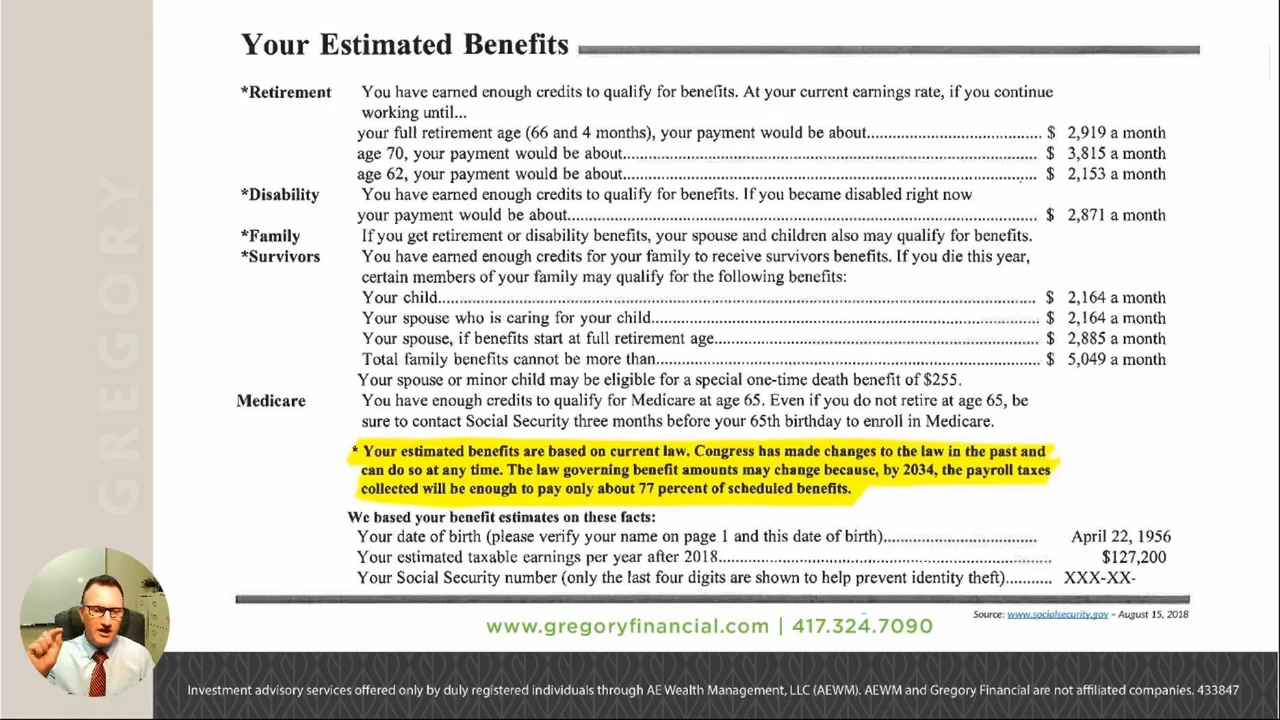 Your Estimated Benefits
*Retirement You have earned enough credits to qualify for benefits. At your current earnings rate, if you continue
working until...
your full retirement age (66 and 4 months), your payment would be about............................................. $ 2,919 a month
age 70, your payment would be about............................................. $ 3,815 a month
age 62, your payment would be about............................................. $ 2,153 a month
*Disability You have earned enough credits to qualify for benefits. If you became disabled right now
your payment would be about............................................. $ 2,871 a month
*Family If you get retirement or disability benefits, your spouse and children also may qualify for benefits.
*Survivors You have earned enough credits for your family to receive survivors benefits. If you die this year,
certain members of your family may qualify for the following benefits:
Your child............................................. $ 2,164 a month
Your spouse who is caring for your child............................................. $ 2,164 a month
Your spouse, if benefits start at full retirement age............................................. $ 2,885 a month
Total family benefits cannot be more than............................................. $ 5,049 a month
Your spouse or minor child may be eligible for a special one-time death benefit of $255.
Medicare You have enough credits to qualify for Medicare at age 65. Even if you do not retire at age 65, be
sure to contact Social Security three months before your 65th birthday to enroll in Medicare.
* Your estimated benefits are based on current law. Congress has made changes to the law in the past and
can do so at any time. The law governing benefit amounts may change because, by 2034, the payroll taxes
collected will be enough to pay only about 77 percent of scheduled benefits.
We based your benefit estimates on these facts:
Your date of birth (please verify your name on page 1 and this date of birth)............................. April 22, 1956
Your estimated taxable earnings per year after 2018............................................. $127,200
Your Social Security number (only the last four digits are shown to help prevent identity theft).......... XXX-XX-
Source: www.socialsecurity.gov – August 15, 2018
www.gregoryfinancial.com | 417.324.7090
GREGORY
Investment advisory services offered only by duly registered individuals through AE Wealth Management, LLC (AEWM). AEWM and Gregory Financial are not affiliated companies. 433847